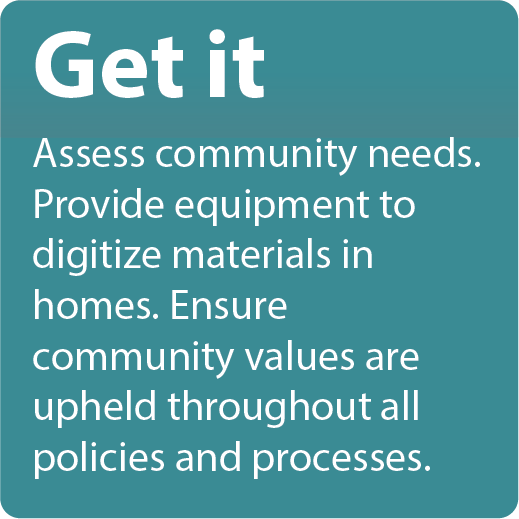 Get it
Assess community needs.
Provide equipment to
digitize materials in
homes. Ensure
community values are
upheld throughout all
policies and processes.